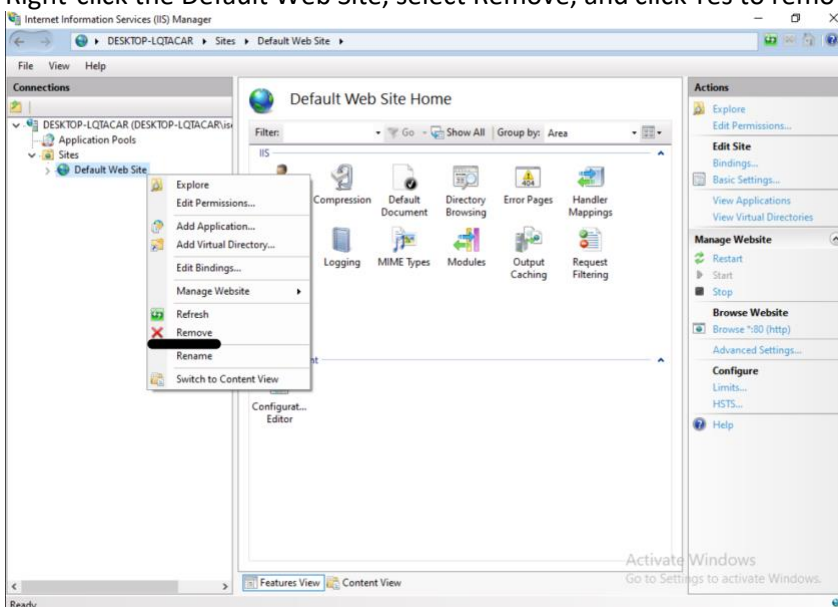 Right-click the Default Web Site, select Remove, and click Yes to remo
Internet Information Services (IIS) Manager
DESKTOP-LQTACAR Sites Default Web Site
File View Help
Connections
DESKTOP-LQTACAR (DESKTOP-LQTACAR\is
Application Pools
Sites
Default Web Site
Explore
Edit Permissions...
Add Application...
Add Virtual Directory...
Edit Bindings...
Manage Website
Refresh
Remove
Rename
Switch to Content View
Default Web Site Home
Filter: Go Show All Group by: Area
IIS
Compression
Default Document
Directory Browsing
Error Pages
Handler Mappings
Logging
MIME Types
Modules
Output Caching
Request Filtering
Configurat...
Editor
Features View Content View
Actions
Explore
Edit Permissions...
Edit Site
Bindings...
Basic Settings...
View Applications
View Virtual Directories
Manage Website
Restart
Start
Stop
Browse Website
Browse *:80 (http)
Advanced Settings...
Configure
Limits...
HSTS...
Help
Activate Windows
Go to Settings to activate Windows.
Ready